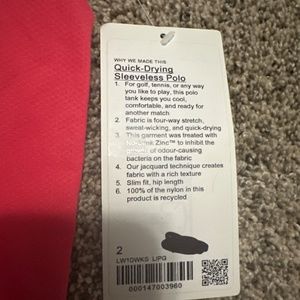 WHY WE MADE THIS
Quick-Drying
Sleeveless Polo
1. For golf, tennis, or any way
you like to play, this polo
tank keeps you cool,
comfortable, and ready for
another match
2. Fabric is four-way stretch,
sweat-wicking, and quick-drying
3. This garment was treated with
Zinc™ to inhibit the
growth of odour-causing
bacteria on the fabric
4. Our jacquard technique creates
fabric with a rich texture
5. Slim fit, hip length
6. 100% of the nylon in this
product is recycled
2
LW10WKS LIPG
000147003960